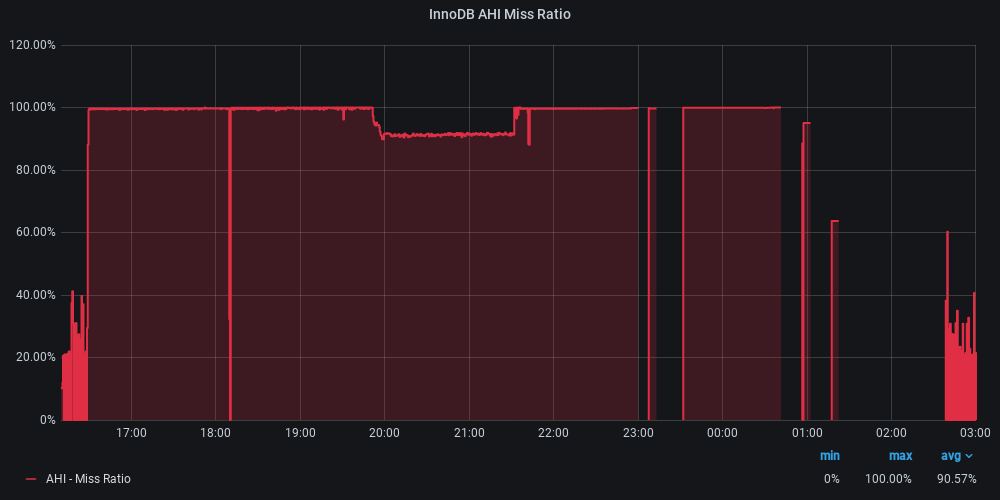 InnoDB AHI Miss Ratio
120.00%
100.00%
80.00%
60.00%
40.00%
20.00%
0%
17:00 18:00 19:00 20:00 21:00 22:00 23:00 00:00 01:00 02:00 03:00
min max avg
AHI - Miss Ratio 0% 100.00% 90.57%